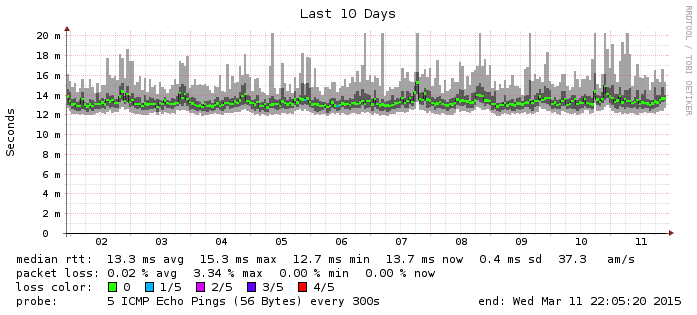 Last 10 Days
RRDTOOL / TOBI OETIKER
Seconds
20 m
18 m
16 m
14 m
12 m
10 m
8 m
6 m
4 m
2 m
0
02 03 04 05 06 07 08 09 10 11
median rtt: 13.3 ms avg 15.3 ms max 12.7 ms min 13.7 ms now 0.4 ms sd 37.3 am/s
packet loss: 0.02 % avg 3.34 % max 0.00 % min 0.00 % now
loss color: 0 1/5 2/5 3/5 4/5
probe: 5 ICMP Echo Pings (56 Bytes) every 300s end: Wed Mar 11 22:05:20 2015